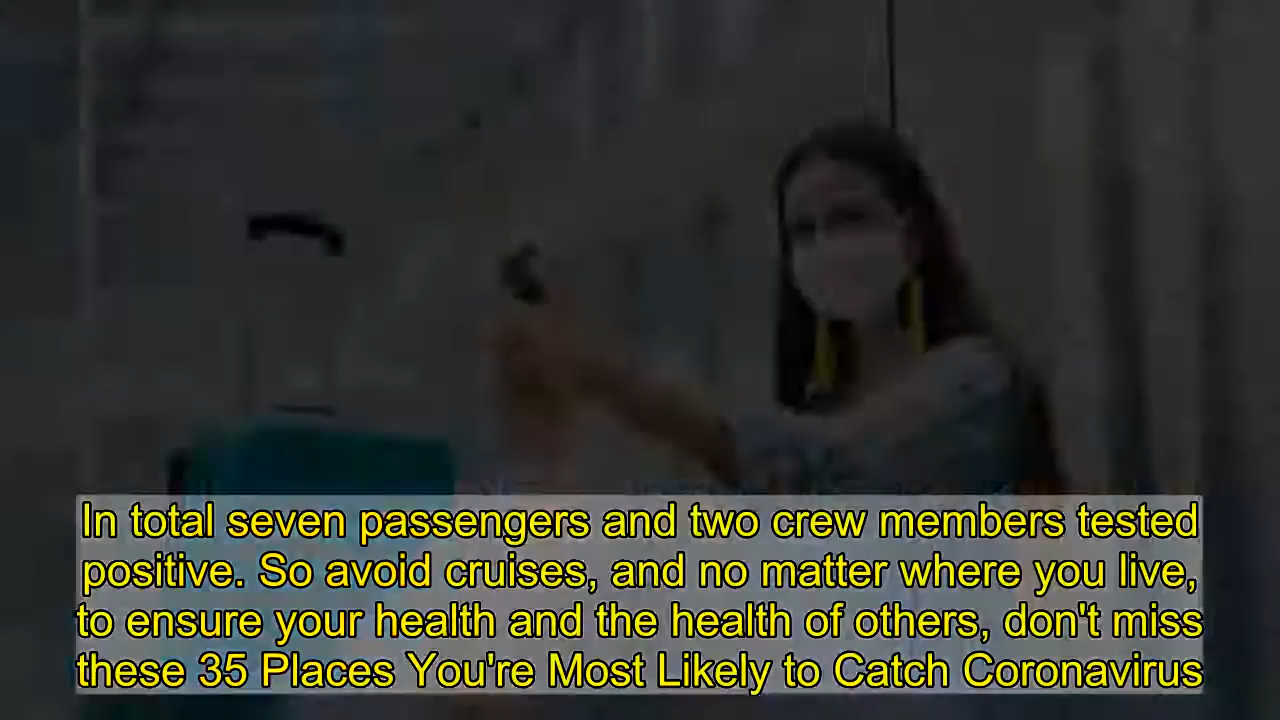 In total seven passengers and two crew members tested
positive. So avoid cruises, and no matter where you live,
to ensure your health and the health of others, don't miss
these 35 Places You're Most Likely to Catch Coronavirus